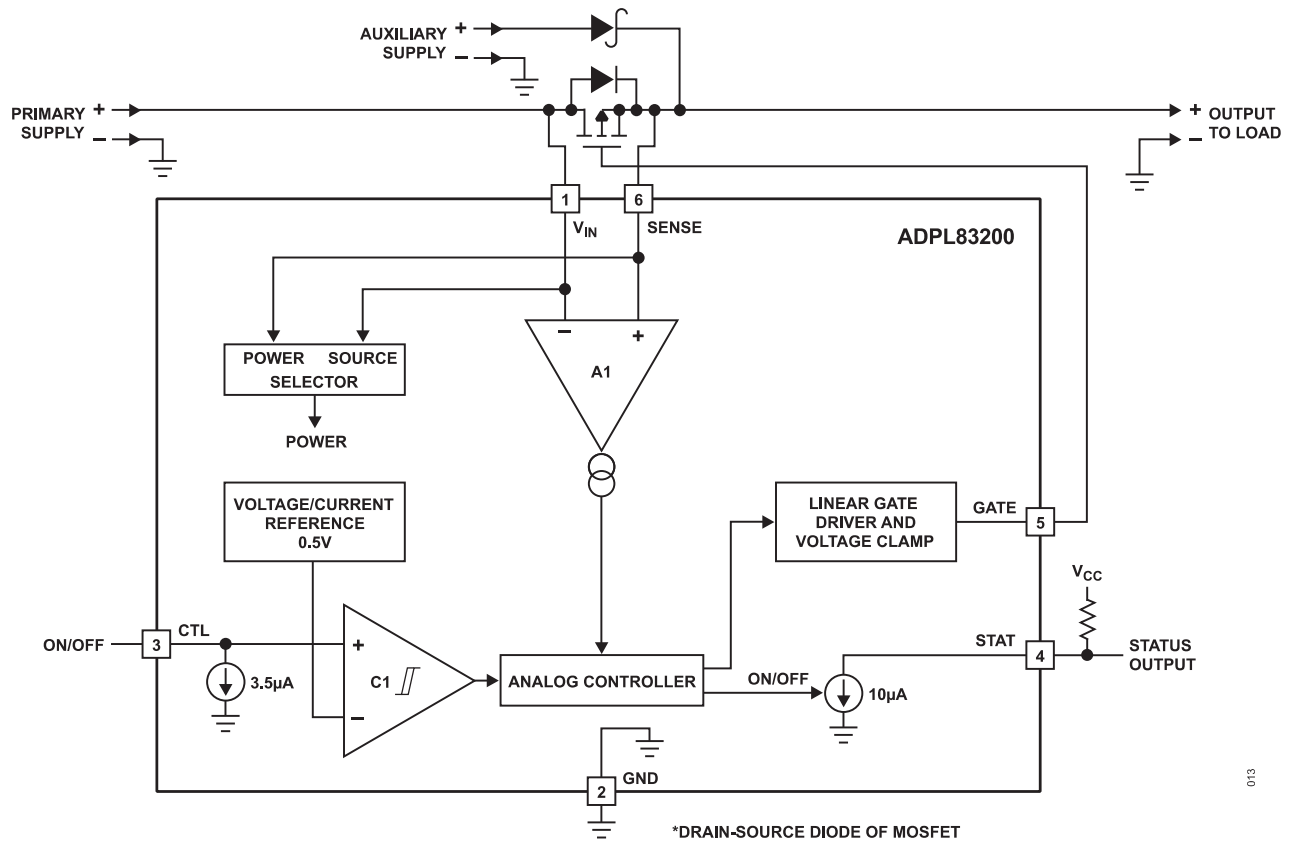 AUXILIARY
SUPPLY
+
−
PRIMARY
SUPPLY
+
−
+
−
OUTPUT
TO LOAD
1
6
VIN
SENSE
ADPL83200
−
+
A1
POWER SOURCE
SELECTOR
POWER
VOLTAGE/CURRENT
REFERENCE
0.5V
LINEAR GATE
DRIVER AND
VOLTAGE CLAMP
GATE
5
VCC
ON/OFF
3
CTL
3.5µA
+
−
C1
ANALOG CONTROLLER
ON/OFF
10µA
STAT
4
STATUS
OUTPUT
2
GND
*DRAIN-SOURCE DIODE OF MOSFET
013